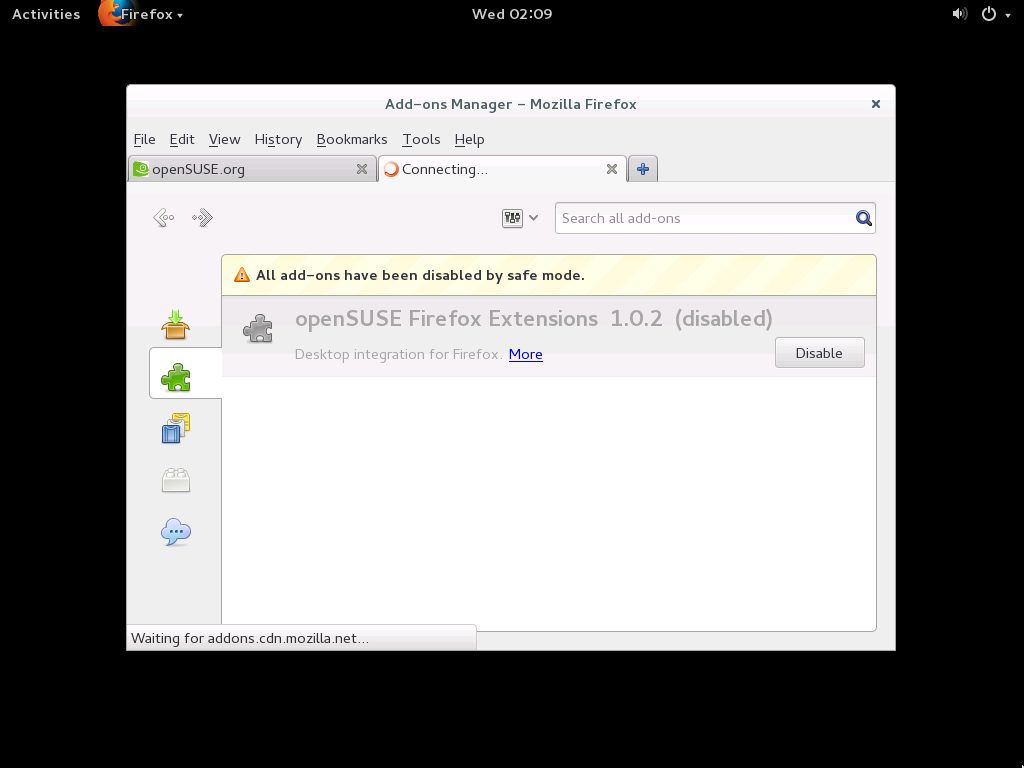 Activities Firefox Wed 02:09
Add-ons Manager - Mozilla Firefox
File Edit View History Bookmarks Tools Help
openSUSE.org Connecting...
Search all add-ons
All add-ons have been disabled by safe mode.
openSUSE Firefox Extensions 1.0.2 (disabled)
Desktop integration for Firefox. More
Disable
Waiting for addons.cdn.mozilla.net...